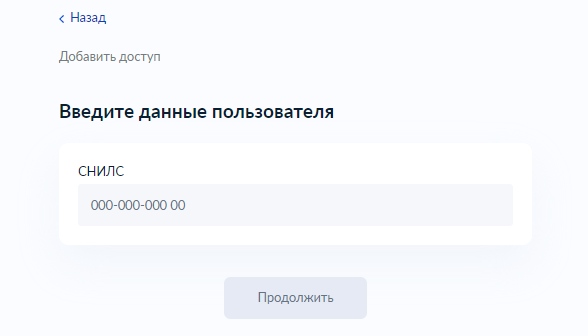 Назад
Добавить доступ
Введите данные пользователя
СНИЛС
000-000-000 00
Продолжить